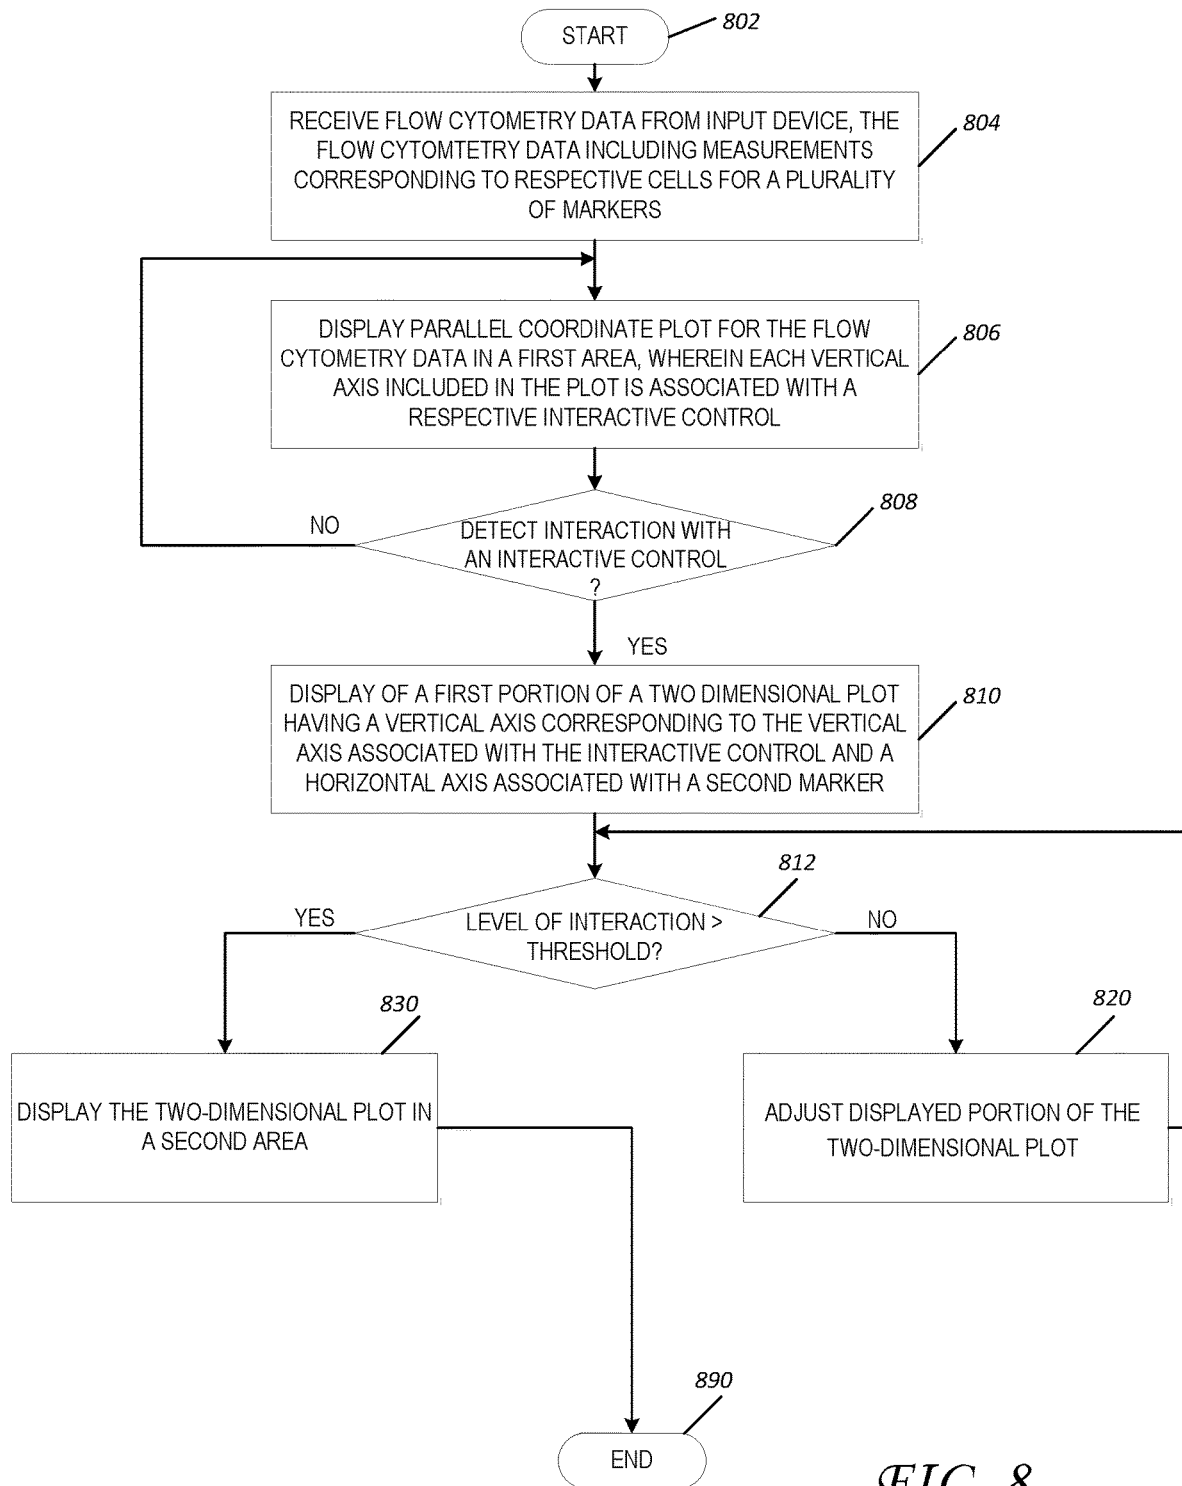 START
802
RECEIVE FLOW CYTOMETRY DATA FROM INPUT DEVICE, THE
FLOW CYTOMTETRY DATA INCLUDING MEASUREMENTS
CORRESPONDING TO RESPECTIVE CELLS FOR A PLURALITY
OF MARKERS
804
DISPLAY PARALLEL COORDINATE PLOT FOR THE FLOW
CYTOMETRY DATA IN A FIRST AREA, WHEREIN EACH VERTICAL
AXIS INCLUDED IN THE PLOT IS ASSOCIATED WITH A
RESPECTIVE INTERACTIVE CONTROL
806
DETECT INTERACTION WITH
AN INTERACTIVE CONTROL
?
808
NO
YES
DISPLAY OF A FIRST PORTION OF A TWO DIMENSIONAL PLOT
HAVING A VERTICAL AXIS CORRESPONDING TO THE VERTICAL
AXIS ASSOCIATED WITH THE INTERACTIVE CONTROL AND A
HORIZONTAL AXIS ASSOCIATED WITH A SECOND MARKER
810
LEVEL OF INTERACTION >
THRESHOLD?
812
YES
NO
830
DISPLAY THE TWO-DIMENSIONAL PLOT IN
A SECOND AREA
820
ADJUST DISPLAYED PORTION OF THE
TWO-DIMENSIONAL PLOT
890
END
FIG. 8